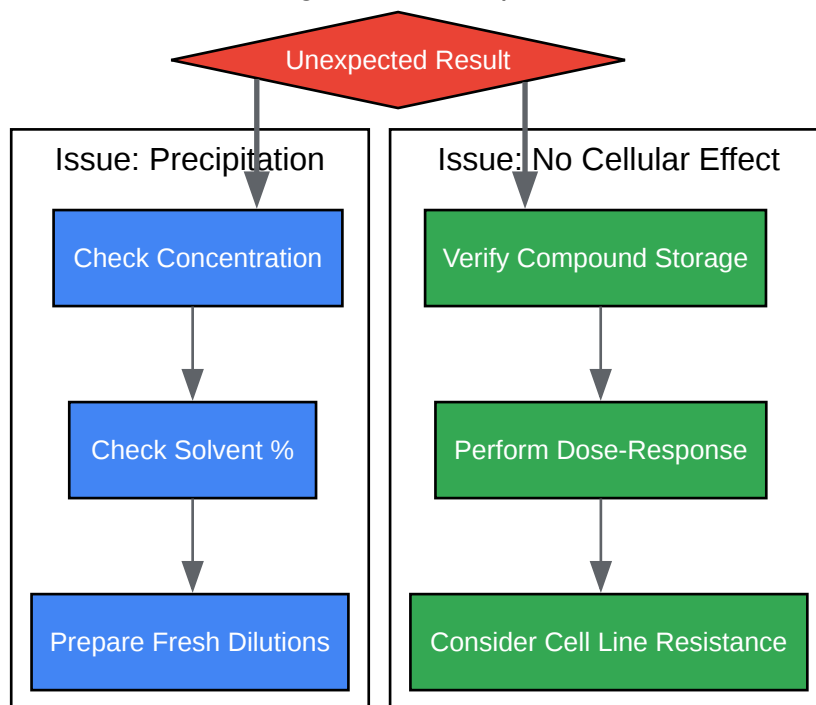 Unexpected Result
Issue: Precipitation
Check Concentration
Check Solvent %
Prepare Fresh Dilutions
Issue: No Cellular Effect
Verify Compound Storage
Perform Dose-Response
Consider Cell Line Resistance